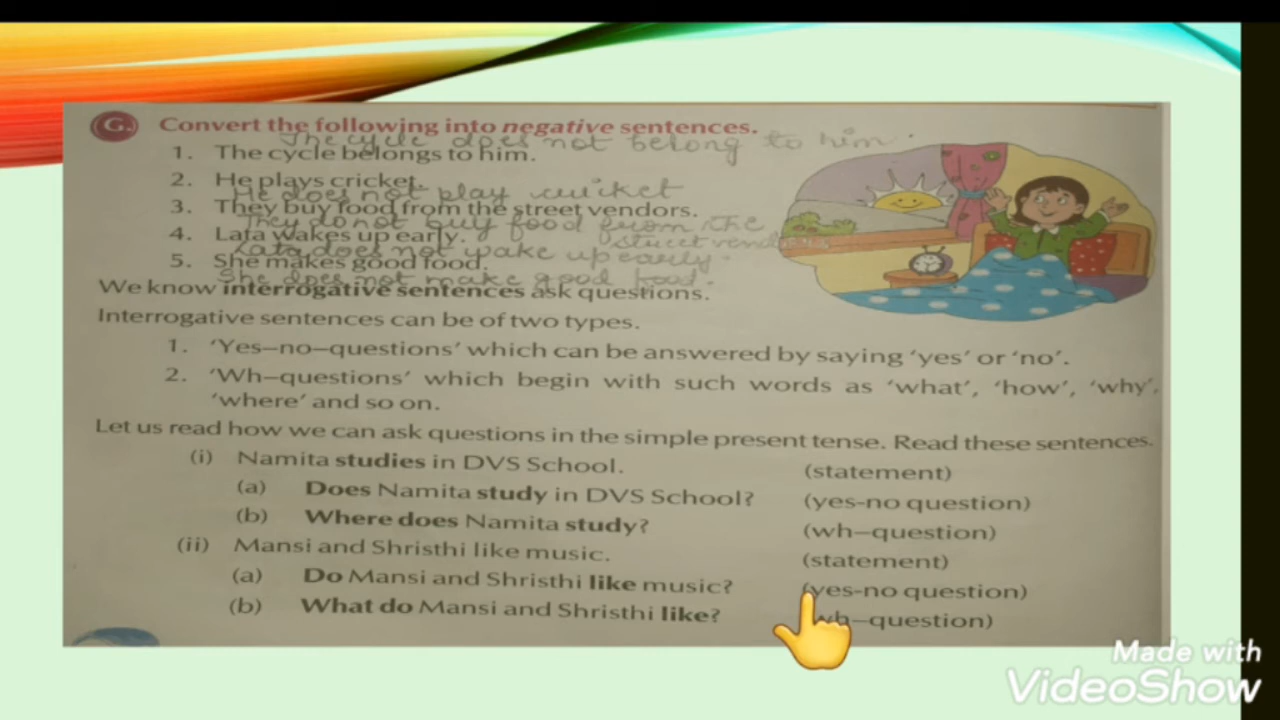 G. Convert the following into negative sentences.
The cycle does not belong to him.
1. The cycle belongs to him.
2. He plays cricket.
He does not play cricket
3. They buy food from the street vendors.
They do not buy food from the
street vend
4. Lata wakes up early.
Lata does not wake up early.
5. She makes good food.
She does not make good food.
We know interrogative sentences ask questions.
Interrogative sentences can be of two types.
1. ‘Yes–no–questions’ which can be answered by saying ‘yes’ or ‘no’.
2. ‘Wh–questions’ which begin with such words as ‘what’, ‘how’, ‘why’,
‘where’ and so on.
Let us read how we can ask questions in the simple present tense. Read these sentences.
(i) Namita studies in DVS School. (statement)
(a) Does Namita study in DVS School? (yes-no question)
(b) Where does Namita study? (wh–question)
(ii) Mansi and Shristhi like music. (statement)
(a) Do Mansi and Shristhi like music? (yes-no question)
(b) What do Mansi and Shristhi like? wh–question)
Made with
VideoShow